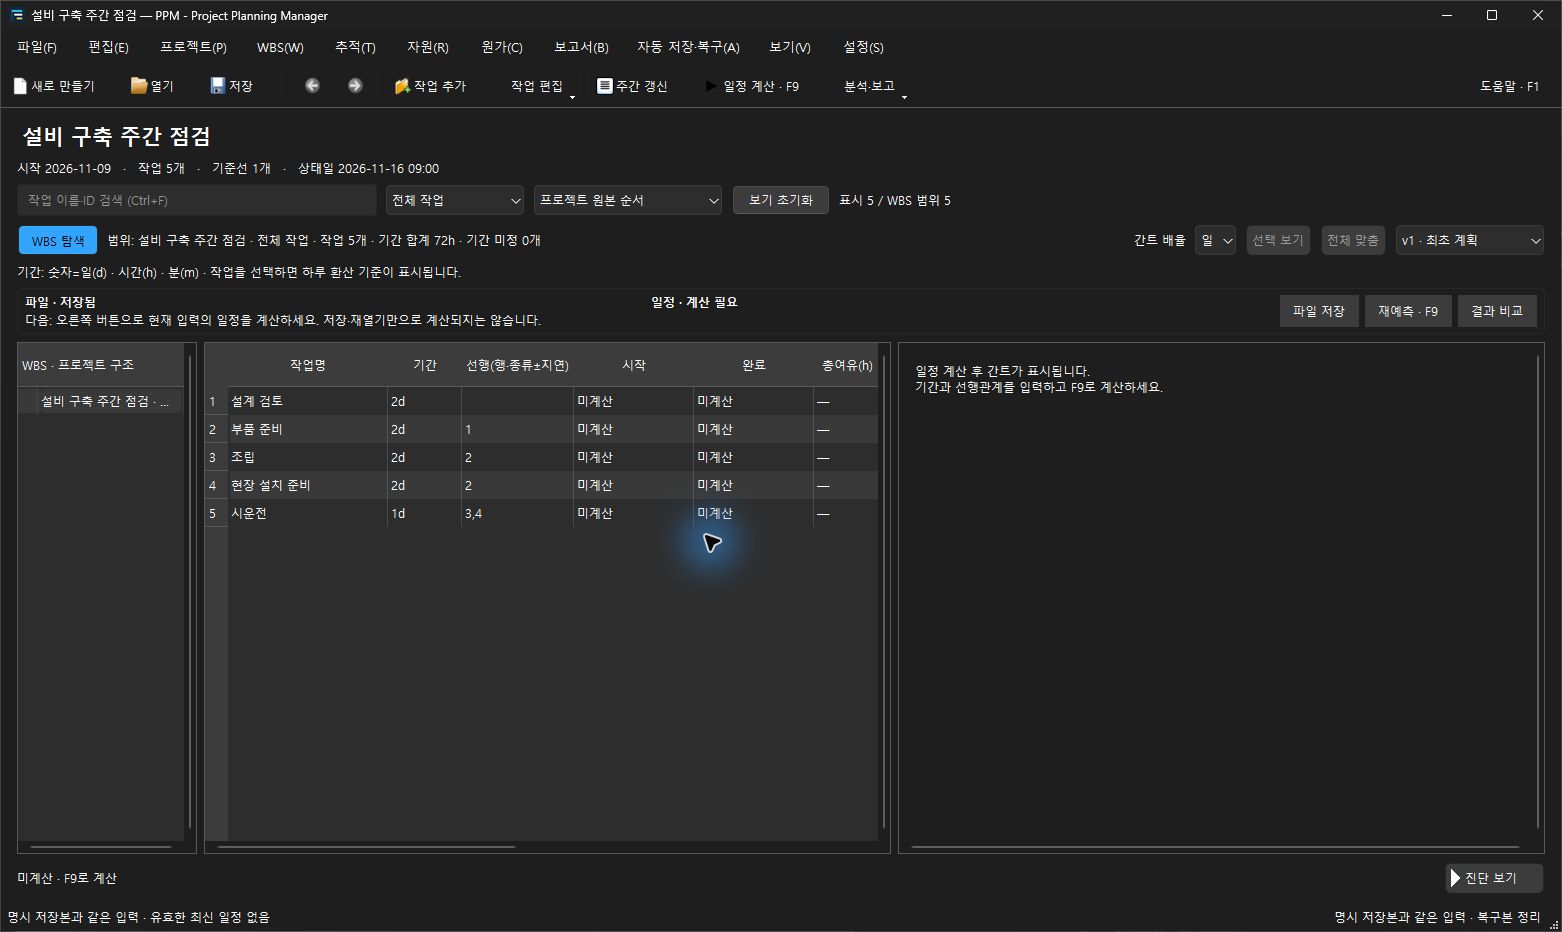 설비 구축 주간 점검 — PPM - Project Planning Manager
파일(F) 편집(E) 프로젝트(P) WBS(W) 추적(T) 자원(R) 원가(C) 보고서(B) 자동 저장·복구(A) 보기(V) 설정(S)
새로 만들기 열기 저장 작업 추가 작업 편집 주간 갱신 일정 계산 · F9 분석·보고 도움말 · F1
설비 구축 주간 점검
시작 2026-11-09 · 작업 5개 · 기준선 1개 · 상태일 2026-11-16 09:00
작업 이름·ID 검색 (Ctrl+F) 전체 작업 프로젝트 원본 순서 보기 초기화 표시 5 / WBS 범위 5
WBS 탐색 범위: 설비 구축 주간 점검 · 전체 작업 · 작업 5개 · 기간 합계 72h · 기간 미정 0개 간트 배율 일 선택 보기 전체 맞춤 v1 · 최초 계획
기간: 숫자=일(d) · 시간(h) · 분(m) · 작업을 선택하면 하루 환산 기준이 표시됩니다.
파일 · 저장됨 일정 · 계산 필요
다음: 오른쪽 버튼으로 현재 입력의 일정을 계산하세요. 저장·재열기만으로 계산되지는 않습니다.
파일 저장 재예측 · F9 결과 비교
WBS · 프로젝트 구조
설비 구축 주간 점검 · ...
작업명 기간 선행(행·종류±지연) 시작 완료 총여유(h)
1 설계 검토 2d 미계산 미계산 —
2 부품 준비 2d 1 미계산 미계산 —
3 조립 2d 2 미계산 미계산 —
4 현장 설치 준비 2d 2 미계산 미계산 —
5 시운전 1d 3,4 미계산 미계산 —
일정 계산 후 간트가 표시됩니다.
기간과 선행관계를 입력하고 F9로 계산하세요.
미계산 · F9로 계산 진단 보기
명시 저장본과 같은 입력 · 유효한 최신 일정 없음 명시 저장본과 같은 입력 · 복구본 정리